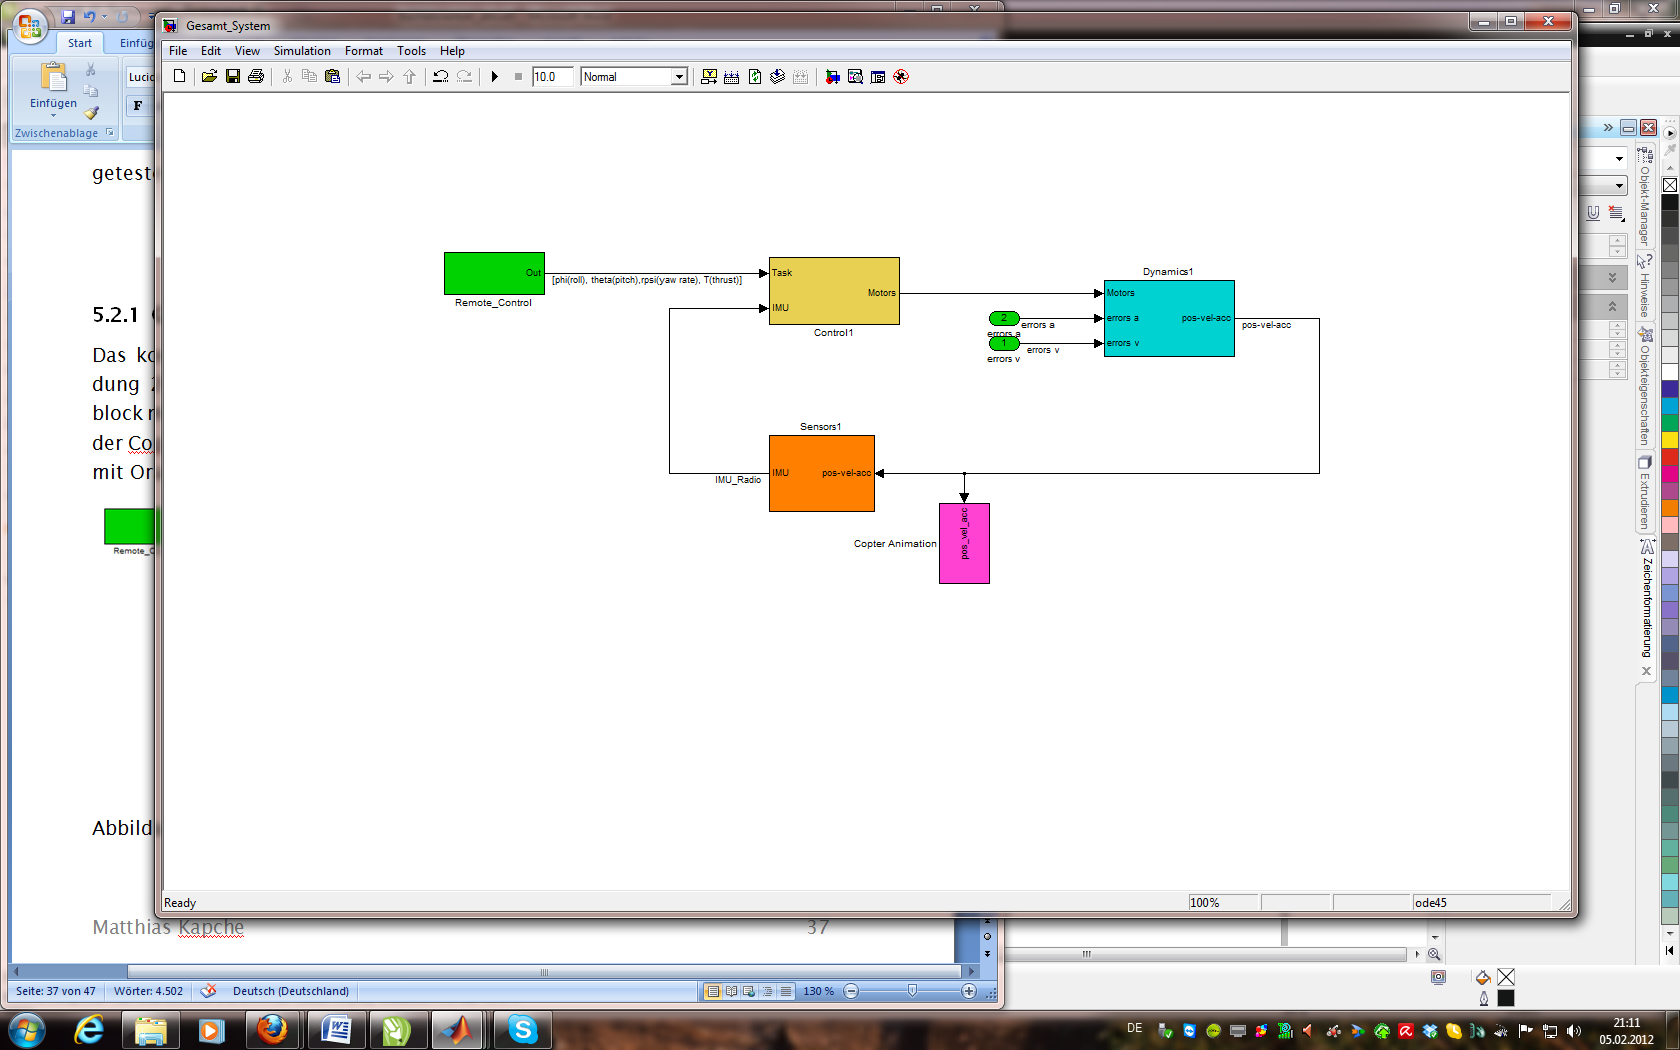 Gesamt_System
File Edit View Simulation Format Tools Help
10.0 Normal
Start Einfüg
Einfügen
Lucid
F
Zwischenablage
Out
Remote_Control
[phi(roll), theta(pitch),rpsi(yaw rate), T(thrust)]
Task
IMU
Motors
Control1
Dynamics1
Motors
errors a
errors v
pos-vel-acc
2
errors a
errors a
1
errors v
errors v
pos-vel-acc
Sensors1
IMU
pos-vel-acc
IMU_Radio
Copter Animation
pos_vel_acc
Ready
100%
ode45
geteste
5.2.1
Das ko
dung
block
der Co
mit Or
Remote_C
Abbild
Matthias Kapche 37
Seite: 37 von 47 Wörter: 4.502 Deutsch (Deutschland) 130 %
Objekt-Manager
Hinweise
Objekteigenschaften
Extrudieren
Zeichenformatierung
DE
21:11
05.02.2012